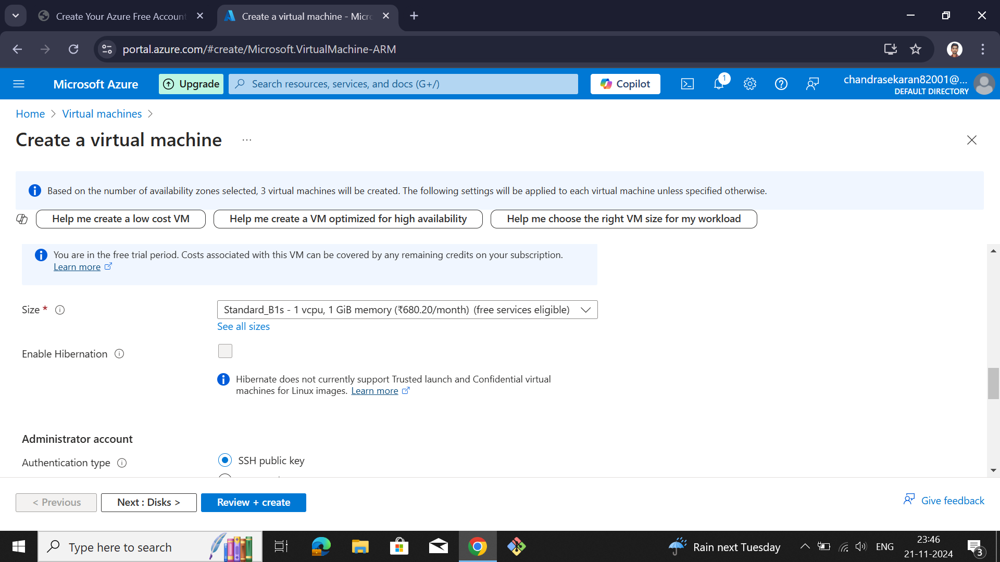 Create Your Azure Free Account
Create a virtual machine - Micro
portal.azure.com/#create/Microsoft.VirtualMachine-ARM
Microsoft Azure
Upgrade
Search resources, services, and docs (G+/)
Copilot
1
chandrasekaran82001@...
DEFAULT DIRECTORY
Home
Virtual machines
Create a virtual machine
...
Based on the number of availability zones selected, 3 virtual machines will be created. The following settings will be applied to each virtual machine unless specified otherwise.
Help me create a low cost VM
Help me create a VM optimized for high availability
Help me choose the right VM size for my workload
You are in the free trial period. Costs associated with this VM can be covered by any remaining credits on your subscription.
Learn more
Size *
Standard_B1s - 1 vcpu, 1 GiB memory (₹680.20/month) (free services eligible)
See all sizes
Enable Hibernation
Hibernate does not currently support Trusted launch and Confidential virtual
machines for Linux images. Learn more
Administrator account
Authentication type
SSH public key
< Previous
Next : Disks >
Review + create
Give feedback
Type here to search
Rain next Tuesday
ENG
23:46
21-11-2024
3